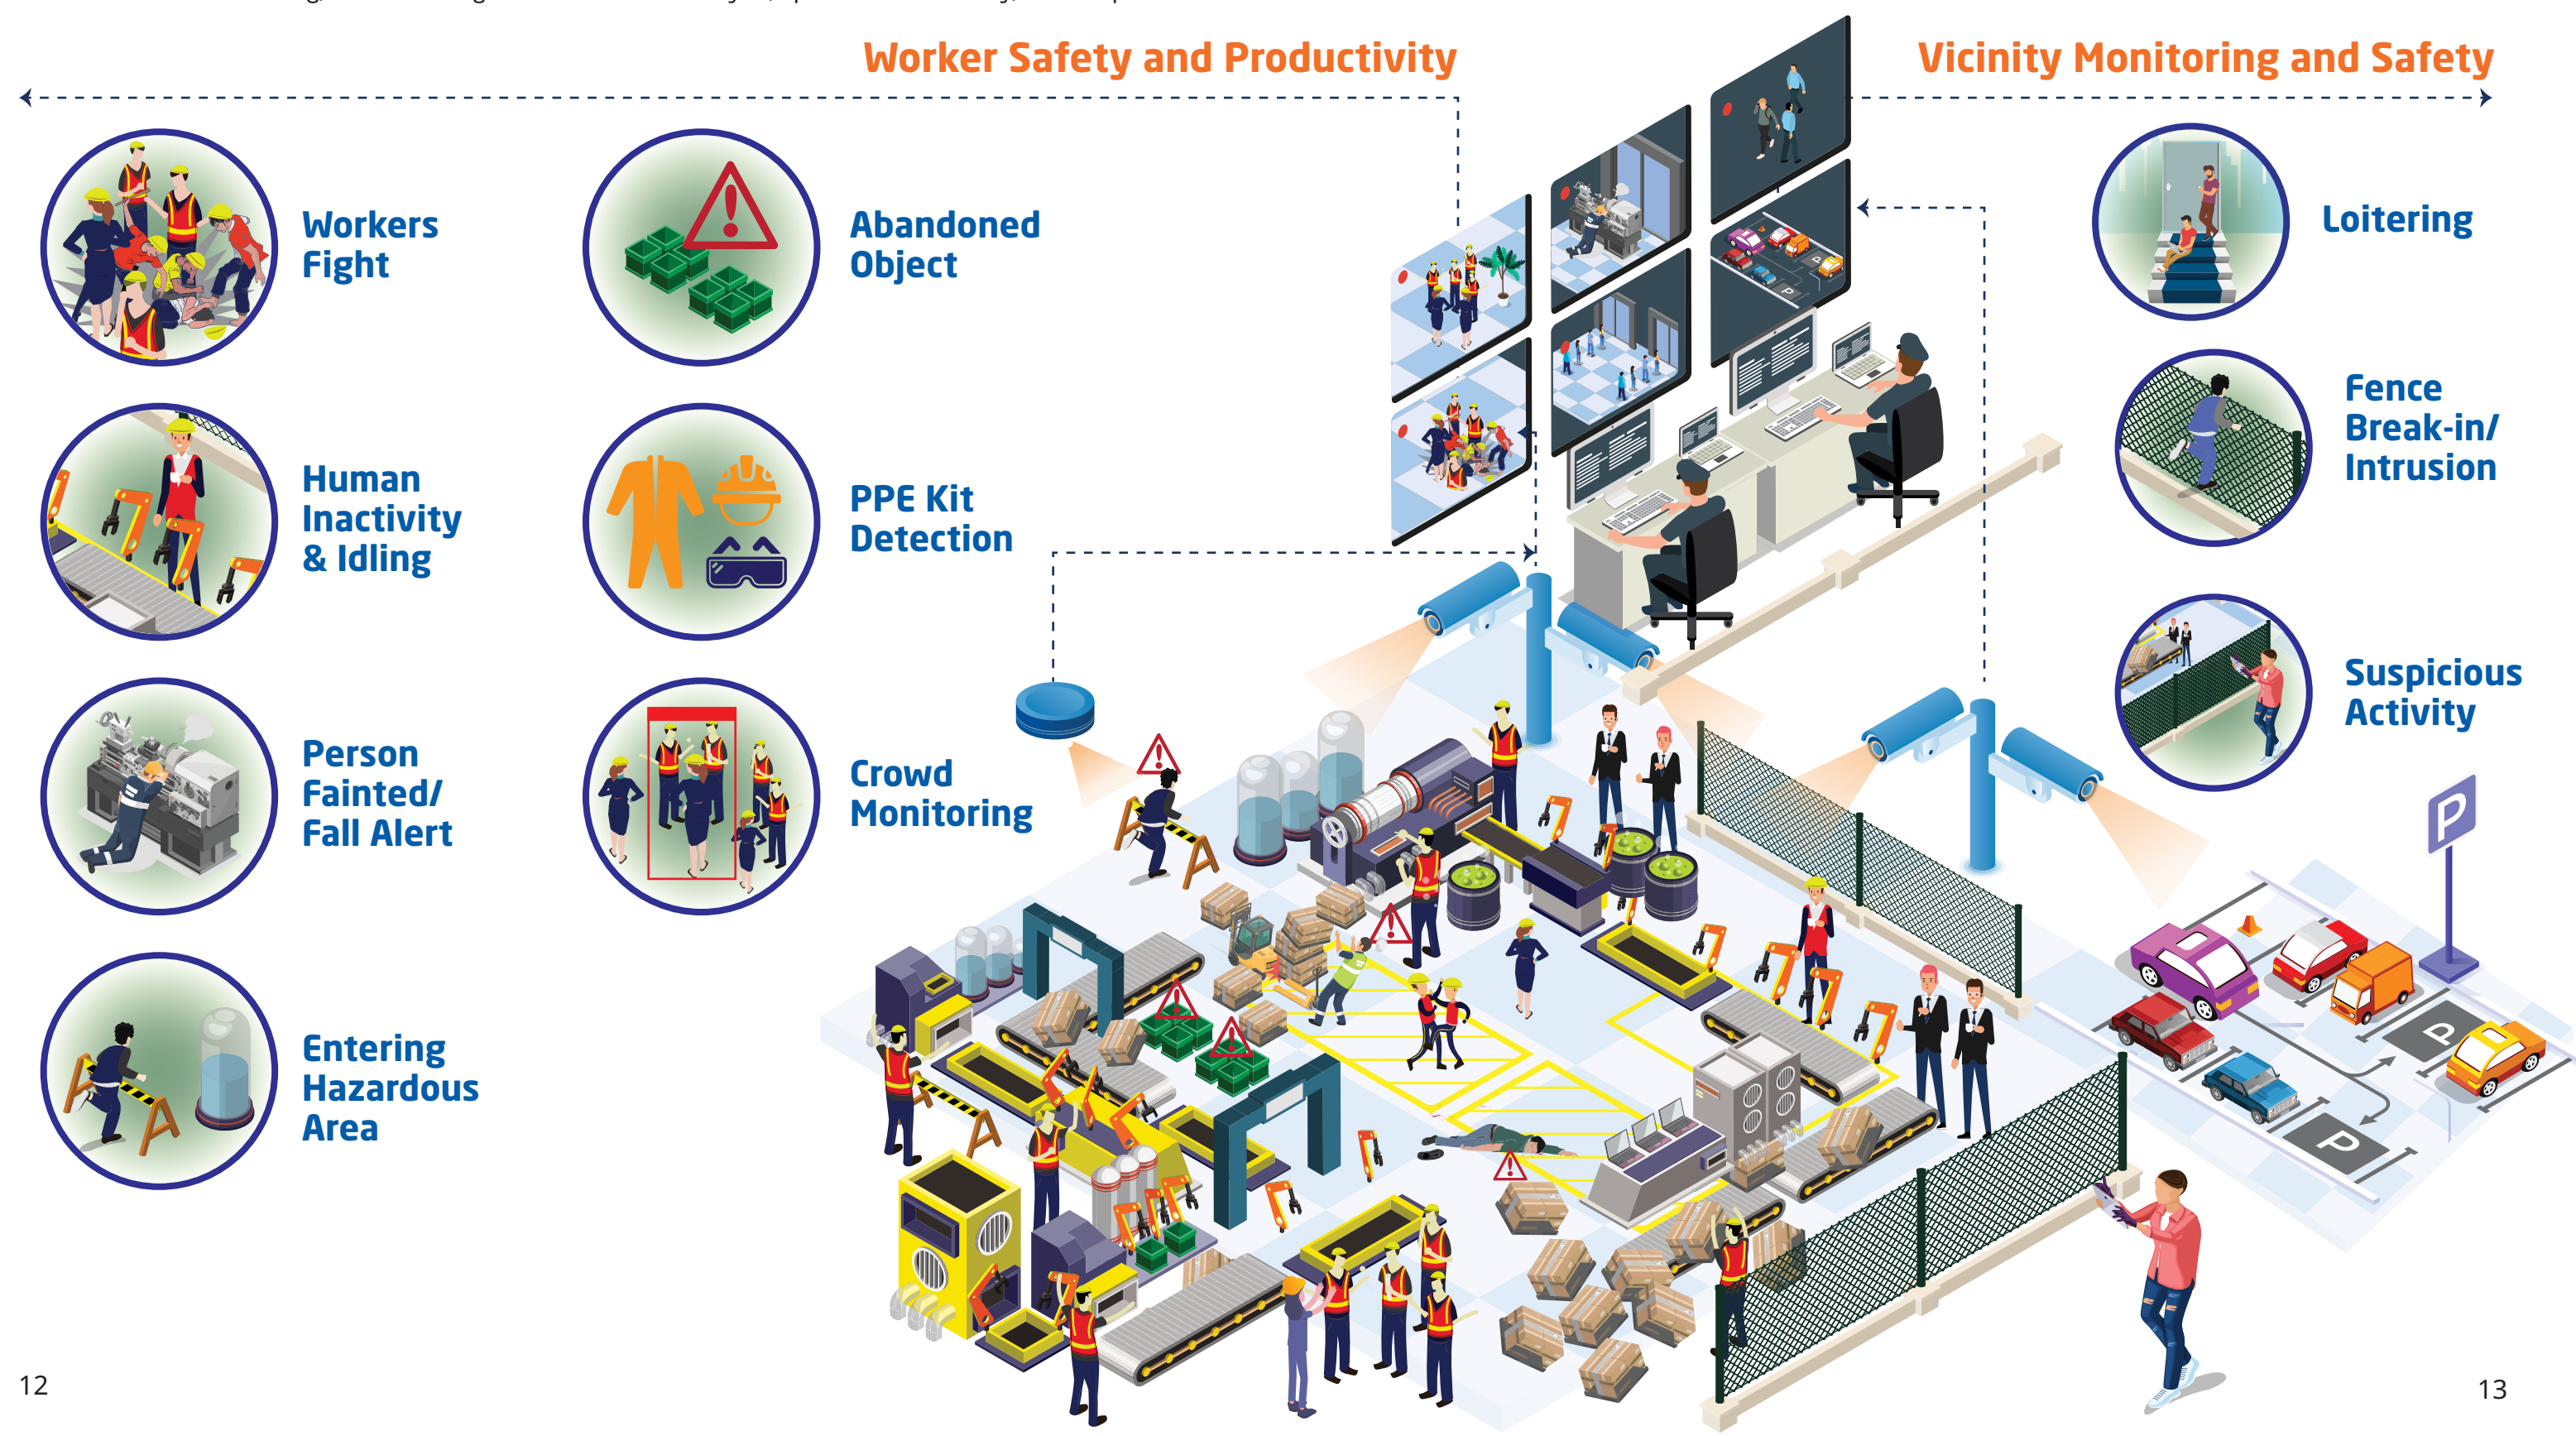 Worker Safety and Productivity
Vicinity Monitoring and Safety
Workers
Fight
Abandoned
Object
Loitering
Human
Inactivity
& Idling
PPE Kit
Detection
Fence
Break-in/
Intrusion
Person
Fainted/
Fall Alert
Crowd
Monitoring
Suspicious
Activity
Entering
Hazardous
Area
P
P
P
P
P
12
13